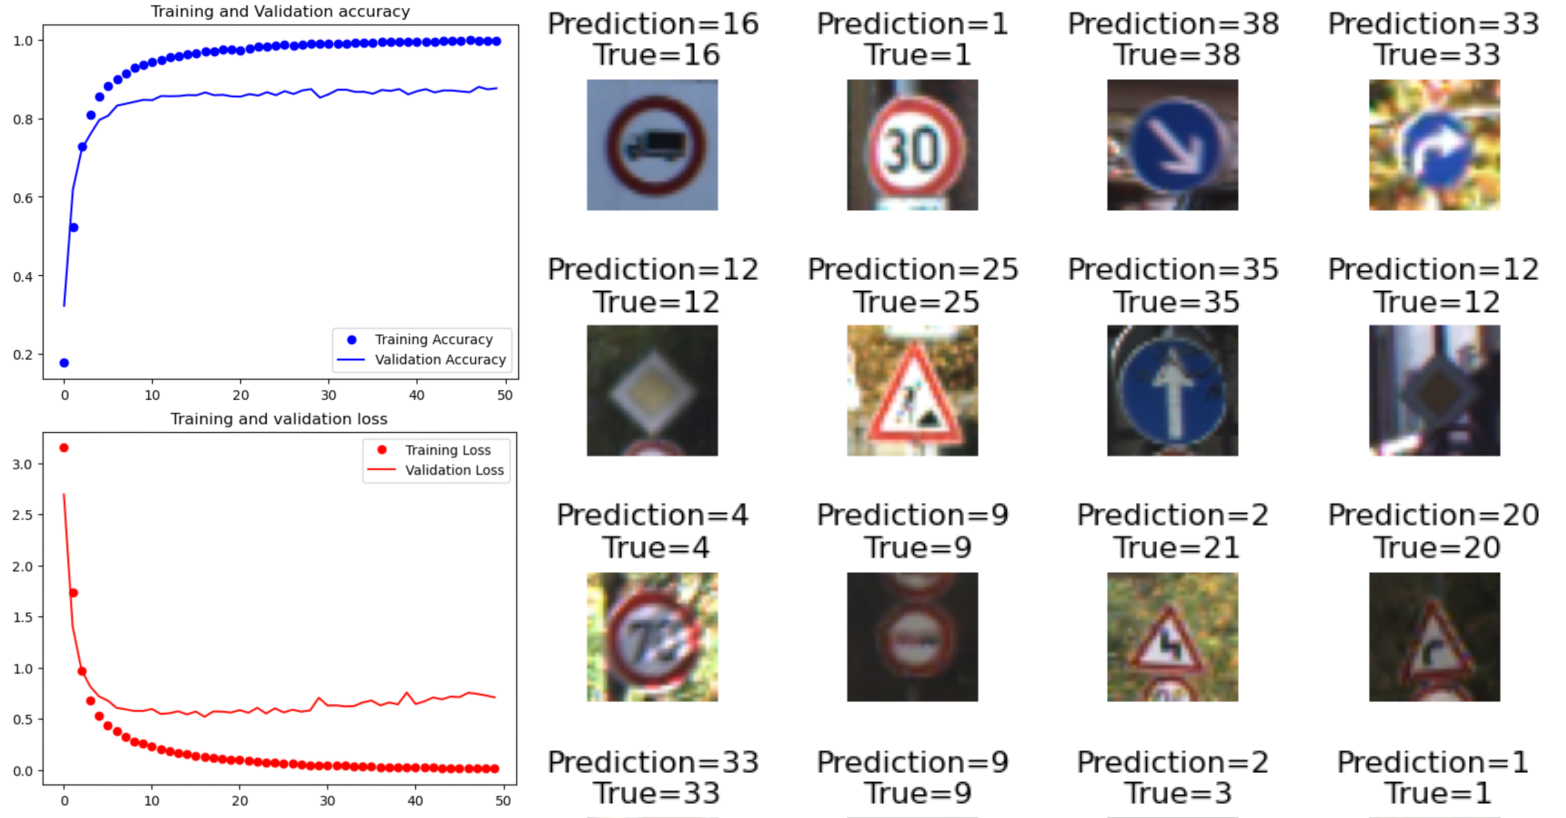 Training and Validation accuracy
1.0
0.8
0.6
0.4
0.2
Training Accuracy
Validation Accuracy
0 10 20 30 40 50
Training and validation loss
3.0
2.5
2.0
1.5
1.0
0.5
0.0
Training Loss
Validation Loss
0 10 20 30 40 50
Prediction=16
True=16
Prediction=1
True=1
30
Prediction=38
True=38
Prediction=33
True=33
Prediction=12
True=12
Prediction=25
True=25
Prediction=35
True=35
Prediction=12
True=12
Prediction=4
True=4
Prediction=9
True=9
Prediction=2
True=21
Prediction=20
True=20
Prediction=33
True=33
Prediction=9
True=9
Prediction=2
True=3
Prediction=1
True=1